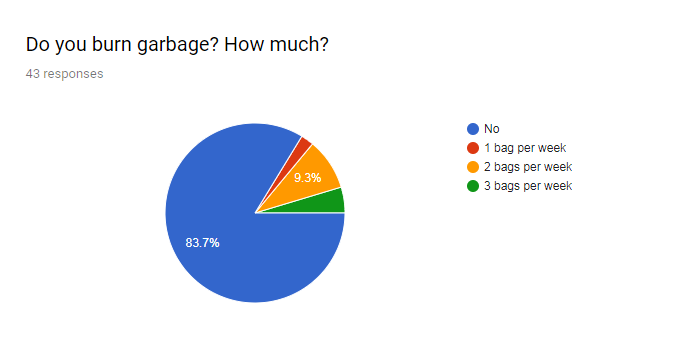 Do you burn garbage? How much?
43 responses
No
1 bag per week
2 bags per week
3 bags per week
9.3%
83.7%